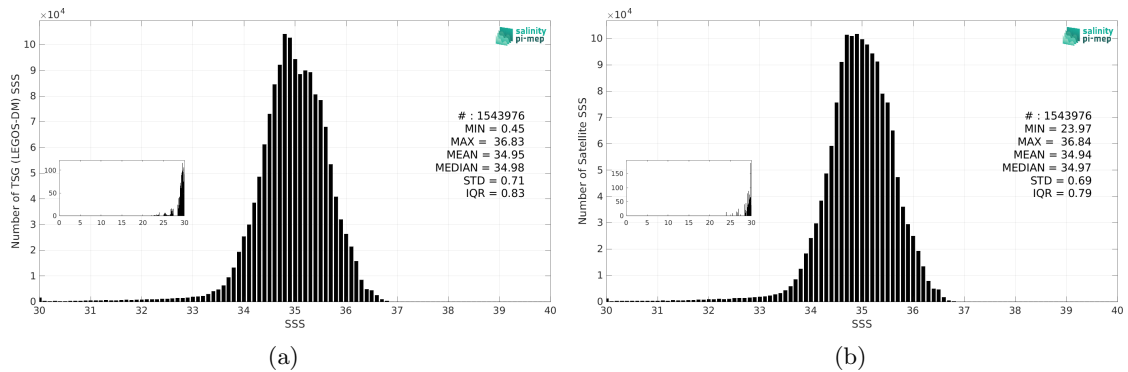 ×10⁴
10
9
8
7
6
5
4
3
2
1
0
30 31 32 33 34 35 36 37 38 39 40
SSS
Number of TSG (LEGOS-DM) SSS
salinity
pi-mep
# : 1543976
MIN = 0.45
MAX = 36.83
MEAN = 34.95
MEDIAN = 34.98
STD = 0.71
IQR = 0.83
100
50
0
0 5 10 15 20 25 30
(a)
×10⁴
10
9
8
7
6
5
4
3
2
1
0
30 31 32 33 34 35 36 37 38 39 40
SSS
Number of Satellite SSS
salinity
pi-mep
# : 1543976
MIN = 23.97
MAX = 36.84
MEAN = 34.94
MEDIAN = 34.97
STD = 0.69
IQR = 0.79
150
100
50
0
0 5 10 15 20 25 30
(b)